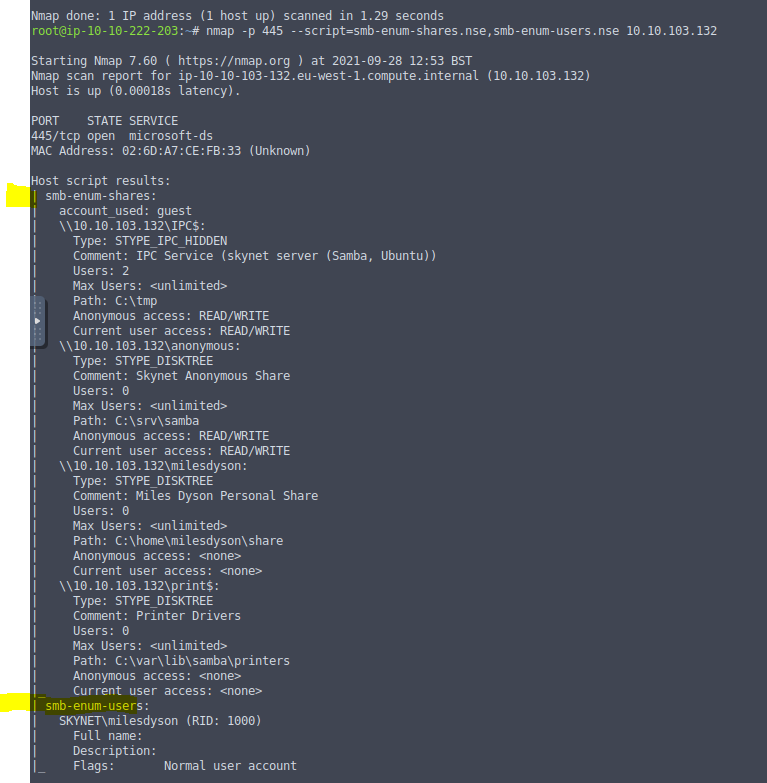 Nmap done: 1 IP address (1 host up) scanned in 1.29 seconds
root@ip-10-10-222-203:~# nmap -p 445 --script=smb-enum-shares.nse,smb-enum-users.nse 10.10.103.132
Starting Nmap 7.60 ( https://nmap.org ) at 2021-09-28 12:53 BST
Nmap scan report for ip-10-10-103-132.eu-west-1.compute.internal (10.10.103.132)
Host is up (0.00018s latency).
PORT    STATE SERVICE
445/tcp open  microsoft-ds
MAC Address: 02:6D:A7:CE:FB:33 (Unknown)
Host script results:
| smb-enum-shares:
|   account_used: guest
|   \\10.10.103.132\IPC$:
|     Type: STYPE_IPC_HIDDEN
|     Comment: IPC Service (skynet server (Samba, Ubuntu))
|     Users: 2
|     Max Users: <unlimited>
|     Path: C:\tmp
|     Anonymous access: READ/WRITE
|     Current user access: READ/WRITE
|   \\10.10.103.132\anonymous:
|     Type: STYPE_DISKTREE
|     Comment: Skynet Anonymous Share
|     Users: 0
|     Max Users: <unlimited>
|     Path: C:\srv\samba
|     Anonymous access: READ/WRITE
|     Current user access: READ/WRITE
|   \\10.10.103.132\milesdyson:
|     Type: STYPE_DISKTREE
|     Comment: Miles Dyson Personal Share
|     Users: 0
|     Max Users: <unlimited>
|     Path: C:\home\milesdyson\share
|     Anonymous access: <none>
|     Current user access: <none>
|   \\10.10.103.132\print$:
|     Type: STYPE_DISKTREE
|     Comment: Printer Drivers
|     Users: 0
|     Max Users: <unlimited>
|     Path: C:\var\lib\samba\printers
|     Anonymous access: <none>
|_    Current user access: <none>
| smb-enum-users:
|   SKYNET\milesdyson (RID: 1000)
|     Full name:
|     Description:
|_    Flags:       Normal user account